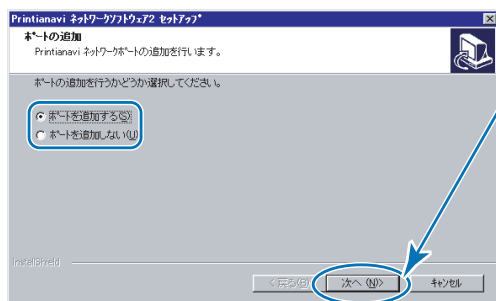 Printianavi ﾈｯﾄﾜｰｸｿﾌﾄｳｪｱ2 ｾｯﾄｱｯﾌﾟ
ﾎﾟｰﾄの追加
Printianavi ﾈｯﾄﾜｰｸﾎﾟｰﾄの追加を行います。
ﾎﾟｰﾄの追加を行うかどうか選択してください。
ﾎﾟｰﾄを追加する(S)
ﾎﾟｰﾄを追加しない(U)
InstallShield
< 戻る(B)
次へ (N)>
ｷｬﾝｾﾙ